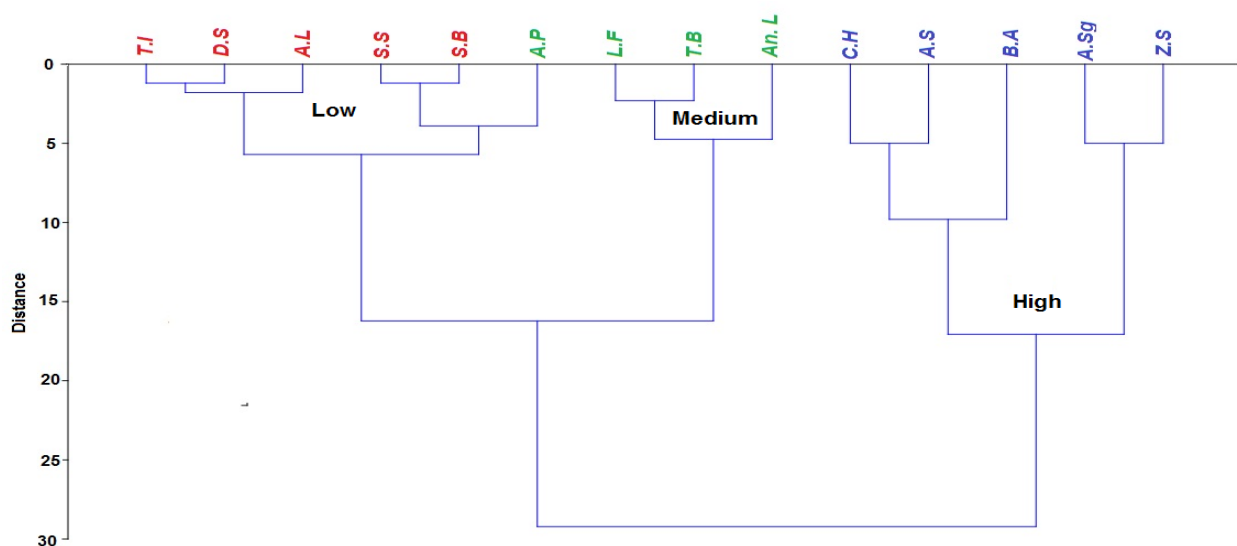 T.I D.S A.L S.S S.B A.P L.F T.B An. L C.H A.S B.A A.Sg Z.S
0
Low
Medium
5
10
High
15
Distance
20
25
30